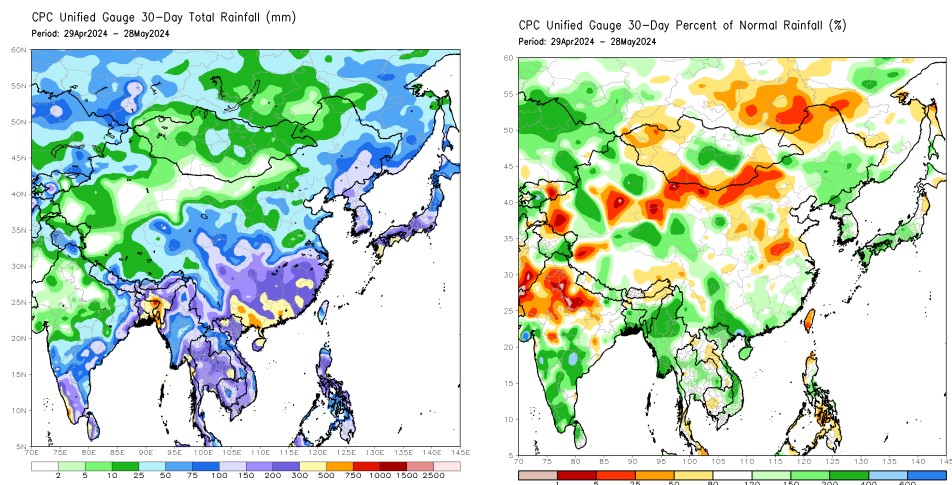 CPC Unified Gauge 30-Day Total Rainfall (mm)
Period: 29Apr2024 - 28May2024
60N
55N
50N
45N
40N
35N
30N
25N
20N
15N
10N
5N
70E 75E 80E 85E 90E 95E 100E 105E 110E 115E 120E 125E 130E 135E 140E 145E
2 5 10 25 50 75 100 150 200 300 500 750 1000 1500 2500
CPC Unified Gauge 30-Day Percent of Normal Rainfall (%)
Period: 29Apr2024 - 28May2024
60
55
50
45
40
35
30
25
20
15
10
5
70 75 80 85 90 95 100 105 110 115 120 125 130 135 140 145
1 5 25 50 80 120 150 200 400 600